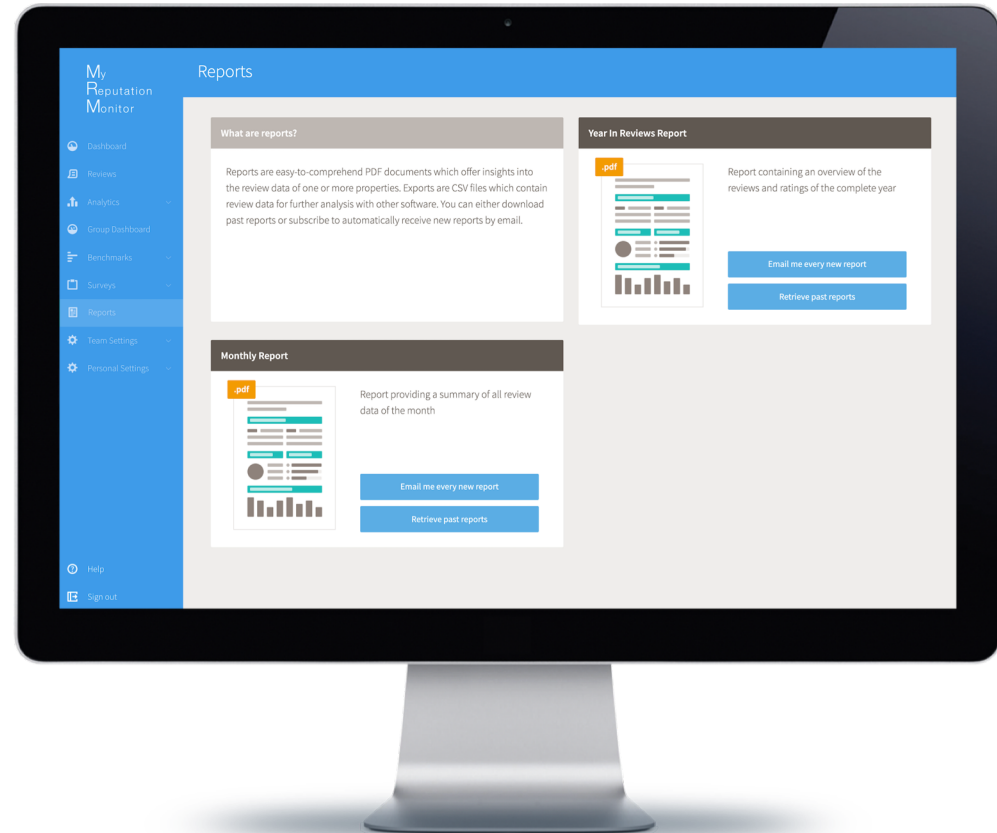 My
Reputation
Monitor
Reports
Dashboard
Reviews
Analytics
Group Dashboard
Benchmarks
Surveys
Reports
Team Settings
Personal Settings
Help
Sign out
What are reports?
Reports are easy-to-comprehend PDF documents which offer insights into
the review data of one or more properties. Exports are CSV files which contain
review data for further analysis with other software. You can either download
past reports or subscribe to automatically receive new reports by email.
Year In Reviews Report
.pdf
Report containing an overview of the
reviews and ratings of the complete year
Email me every new report
Retrieve past reports
Monthly Report
.pdf
Report providing a summary of all review
data of the month
Email me every new report
Retrieve past reports